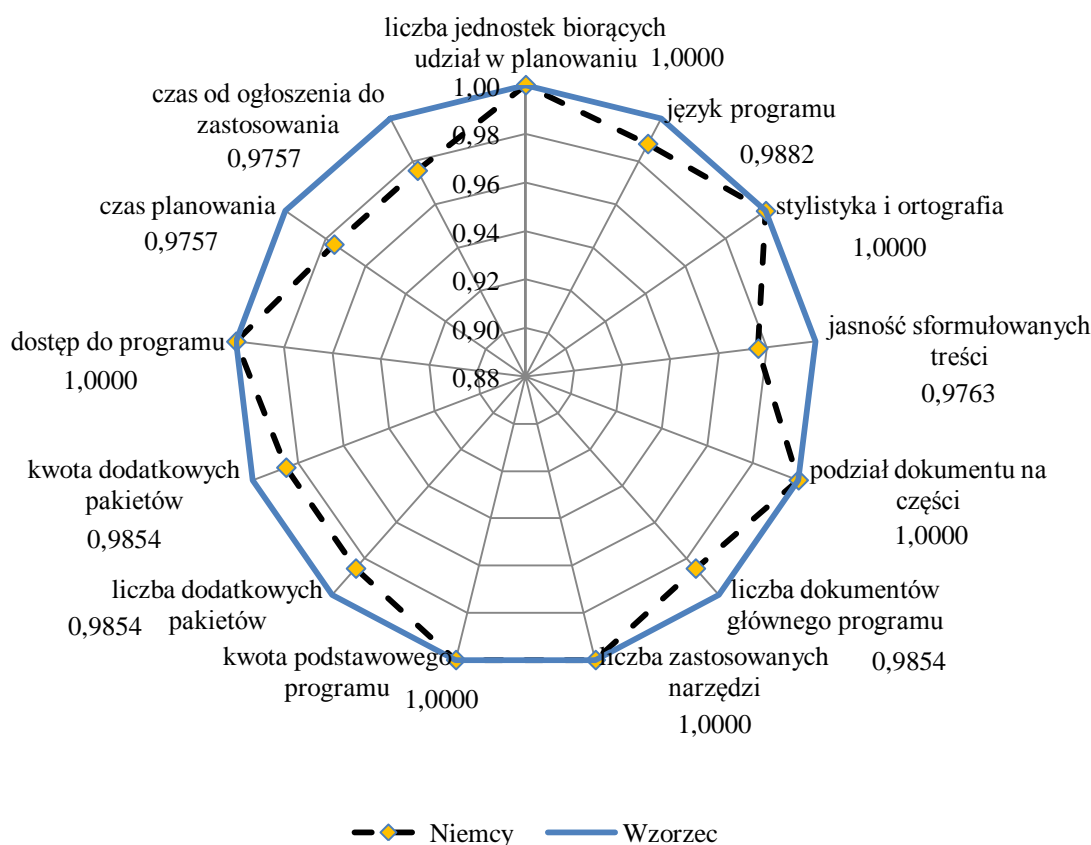 liczba jednostek biorących
udział w planowaniu 1,0000
język programu
0,9882
stylistyka i ortografia
1,0000
jasność sformułowanych
treści
0,9763
podział dokumentu na
części
1,0000
liczba dokumentów
głównego programu
0,9854
liczba zastosowanych
narzędzi
1,0000
kwota podstawowego
programu 1,0000
liczba dodatkowych
pakietów
0,9854
kwota dodatkowych
pakietów
0,9854
dostęp do programu
1,0000
czas planowania
0,9757
czas od ogłoszenia do
zastosowania
0,9757
1,00
0,98
0,96
0,94
0,92
0,90
0,88
Niemcy Wzorzec